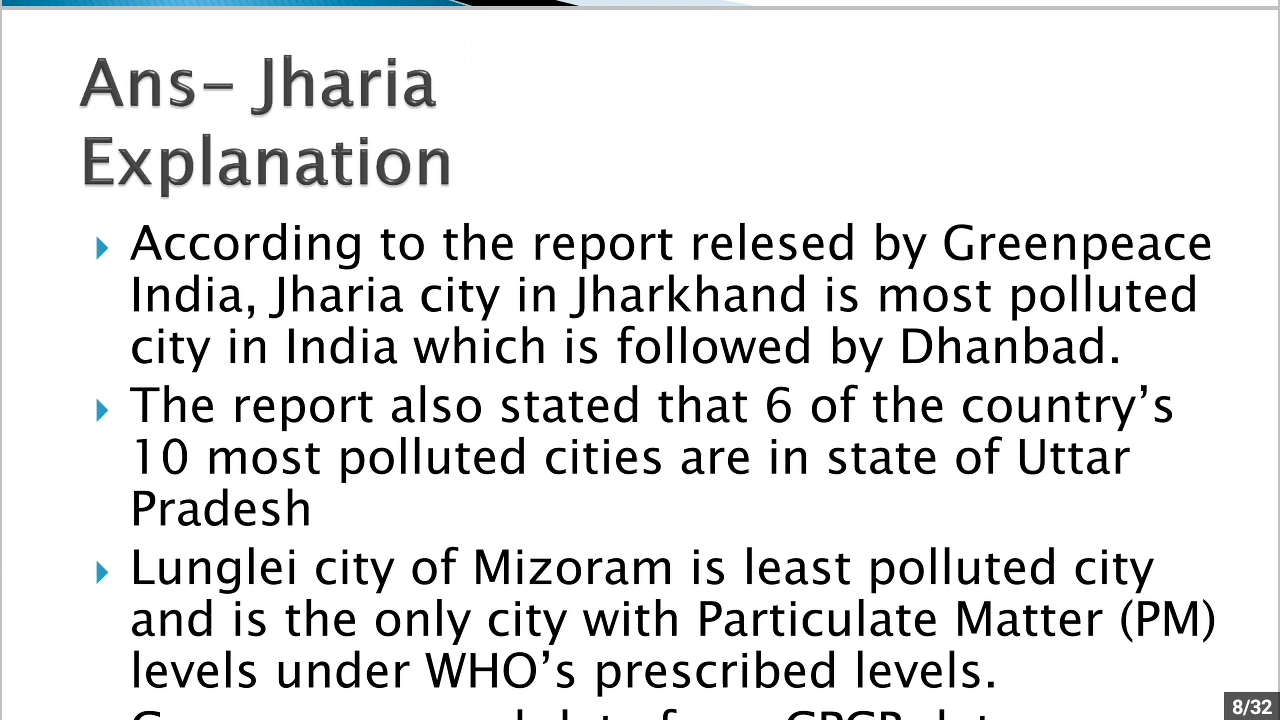 Ans- Jharia
Explanation
According to the report relesed by Greenpeace
India, Jharia city in Jharkhand is most polluted
city in India which is followed by Dhanbad.
The report also stated that 6 of the country’s
10 most polluted cities are in state of Uttar
Pradesh
Lunglei city of Mizoram is least polluted city
and is the only city with Particulate Matter (PM)
levels under WHO’s prescribed levels.
8/32